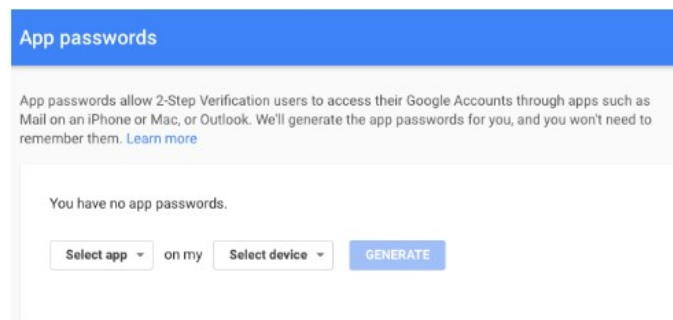 App passwords
App passwords allow 2-Step Verification users to access their Google Accounts through apps such as
Mail on an iPhone or Mac, or Outlook. We'll generate the app passwords for you, and you won't need to
remember them. Learn more
You have no app passwords.
Select app on my Select device GENERATE